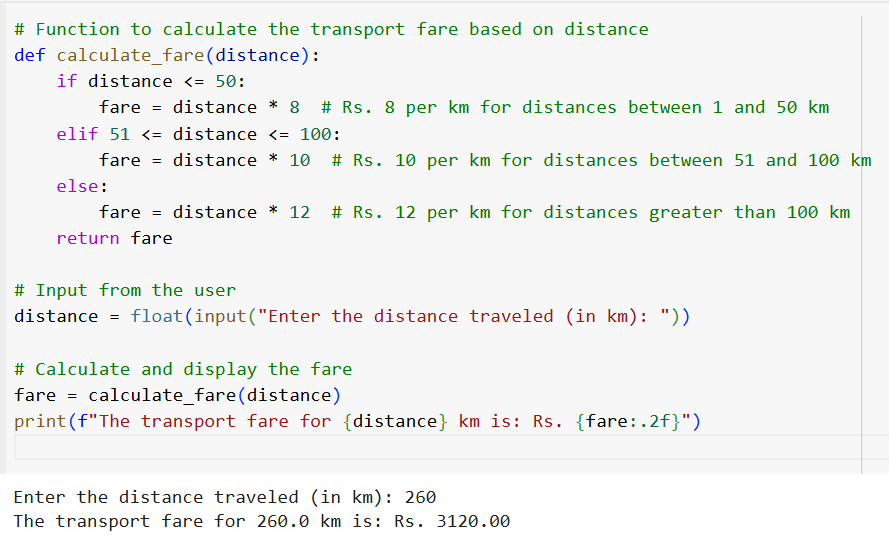 # Function to calculate the transport fare based on distance
def calculate_fare(distance):
    if distance <= 50:
        fare = distance * 8  # Rs. 8 per km for distances between 1 and 50 km
    elif 51 <= distance <= 100:
        fare = distance * 10  # Rs. 10 per km for distances between 51 and 100 km
    else:
        fare = distance * 12  # Rs. 12 per km for distances greater than 100 km
    return fare

# Input from the user
distance = float(input("Enter the distance traveled (in km): "))

# Calculate and display the fare
fare = calculate_fare(distance)
print(f"The transport fare for {distance} km is: Rs. {fare:.2f}")

Enter the distance traveled (in km): 260
The transport fare for 260.0 km is: Rs. 3120.00